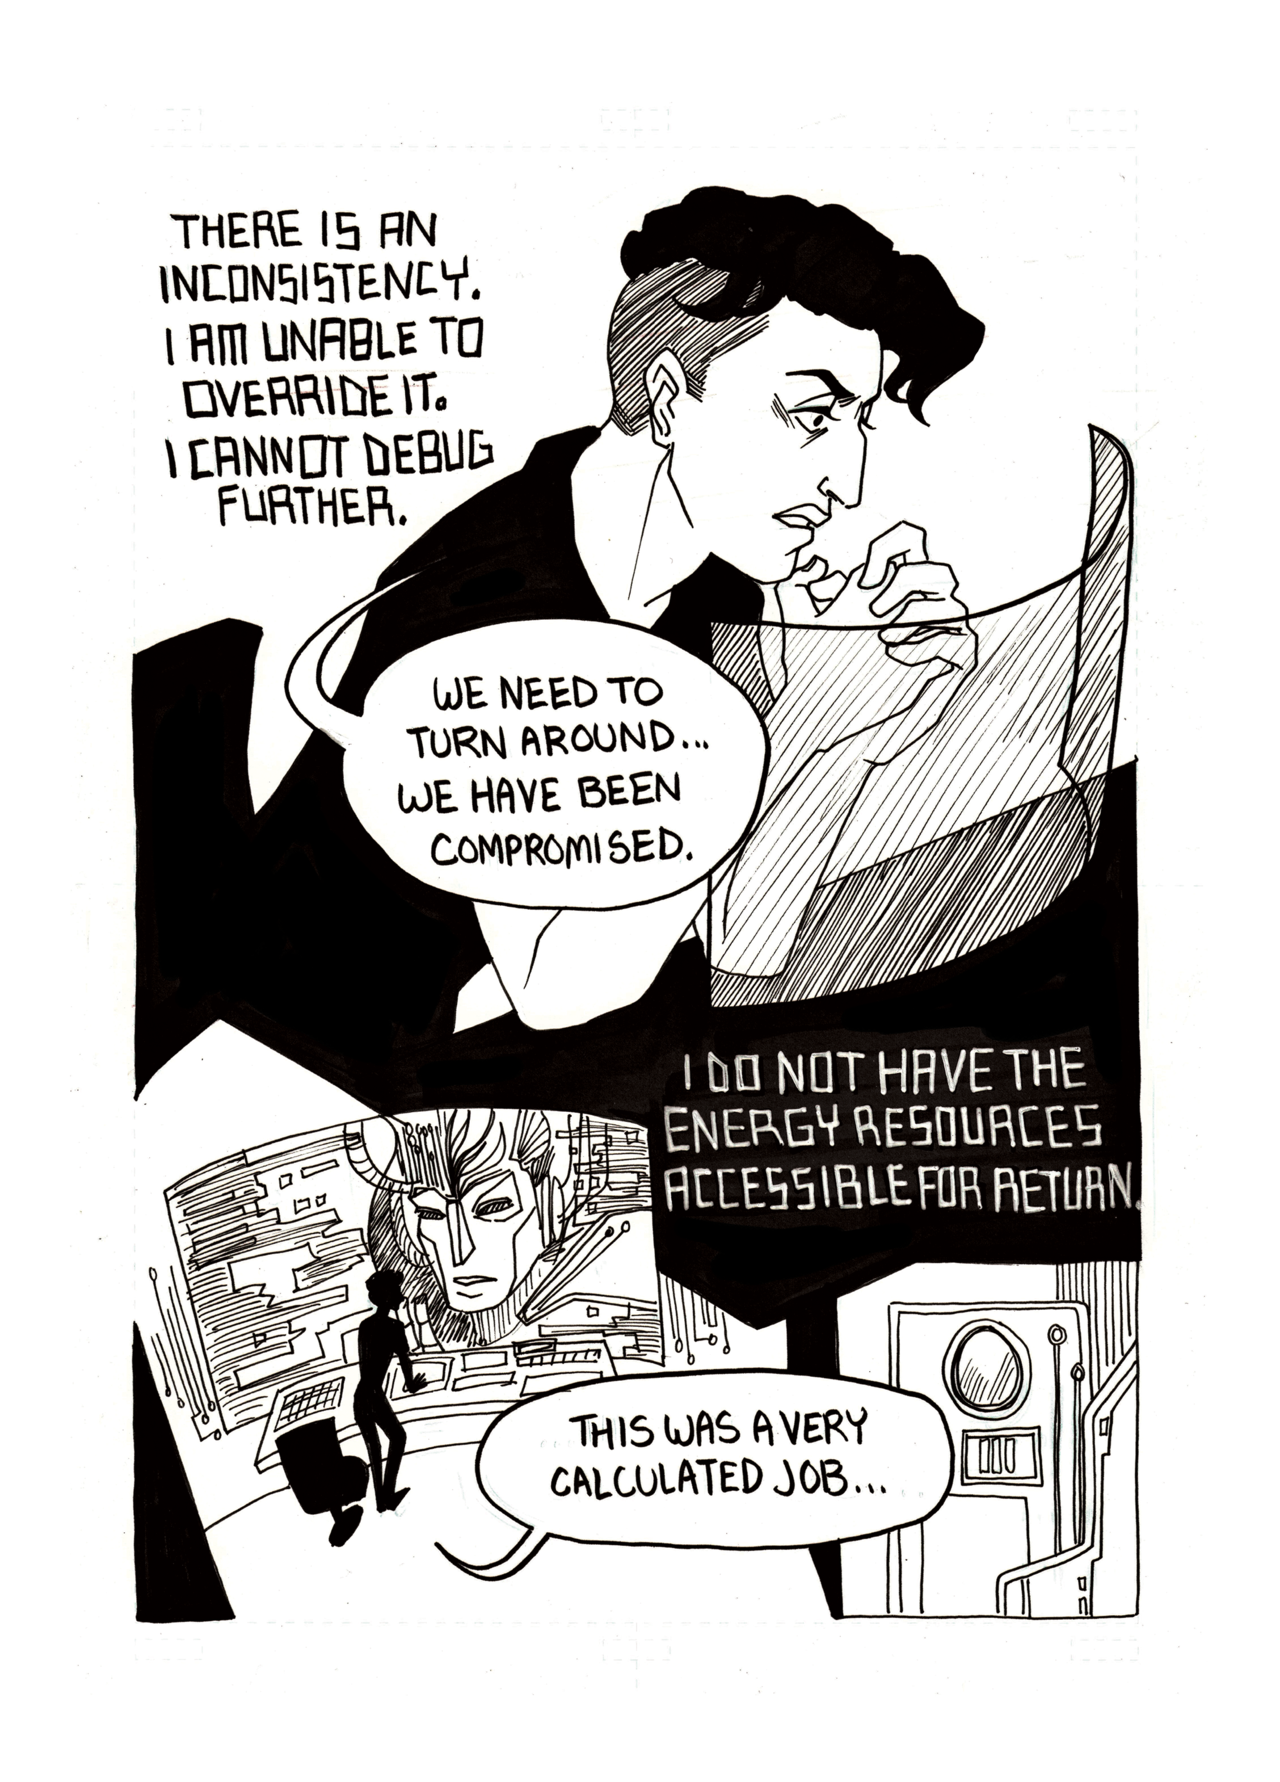 THERE IS AN
INCONSISTENCY.
I AM UNABLE TO
OVERRIDE IT.
I CANNOT DEBUG
FURTHER.
WE NEED TO
TURN AROUND...
WE HAVE BEEN
COMPROMISED.
I DO NOT HAVE THE
ENERGY RESOURCES
ACCESSIBLE FOR RETURN.
THIS WAS A VERY
CALCULATED JOB...